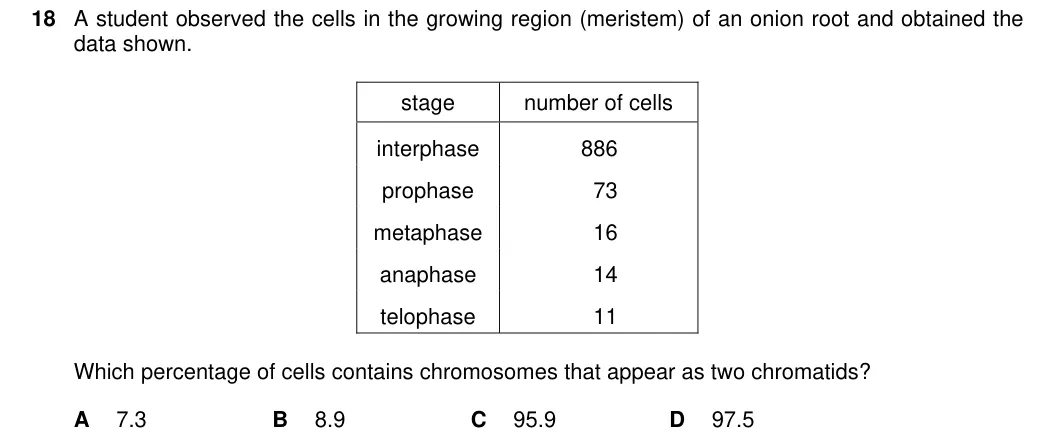 18 A student observed the cells in the growing region (meristem) of an onion root and obtained the
data shown.
stage number of cells
interphase 886
prophase 73
metaphase 16
anaphase 14
telophase 11
Which percentage of cells contains chromosomes that appear as two chromatids?
A 7.3 B 8.9 C 95.9 D 97.5